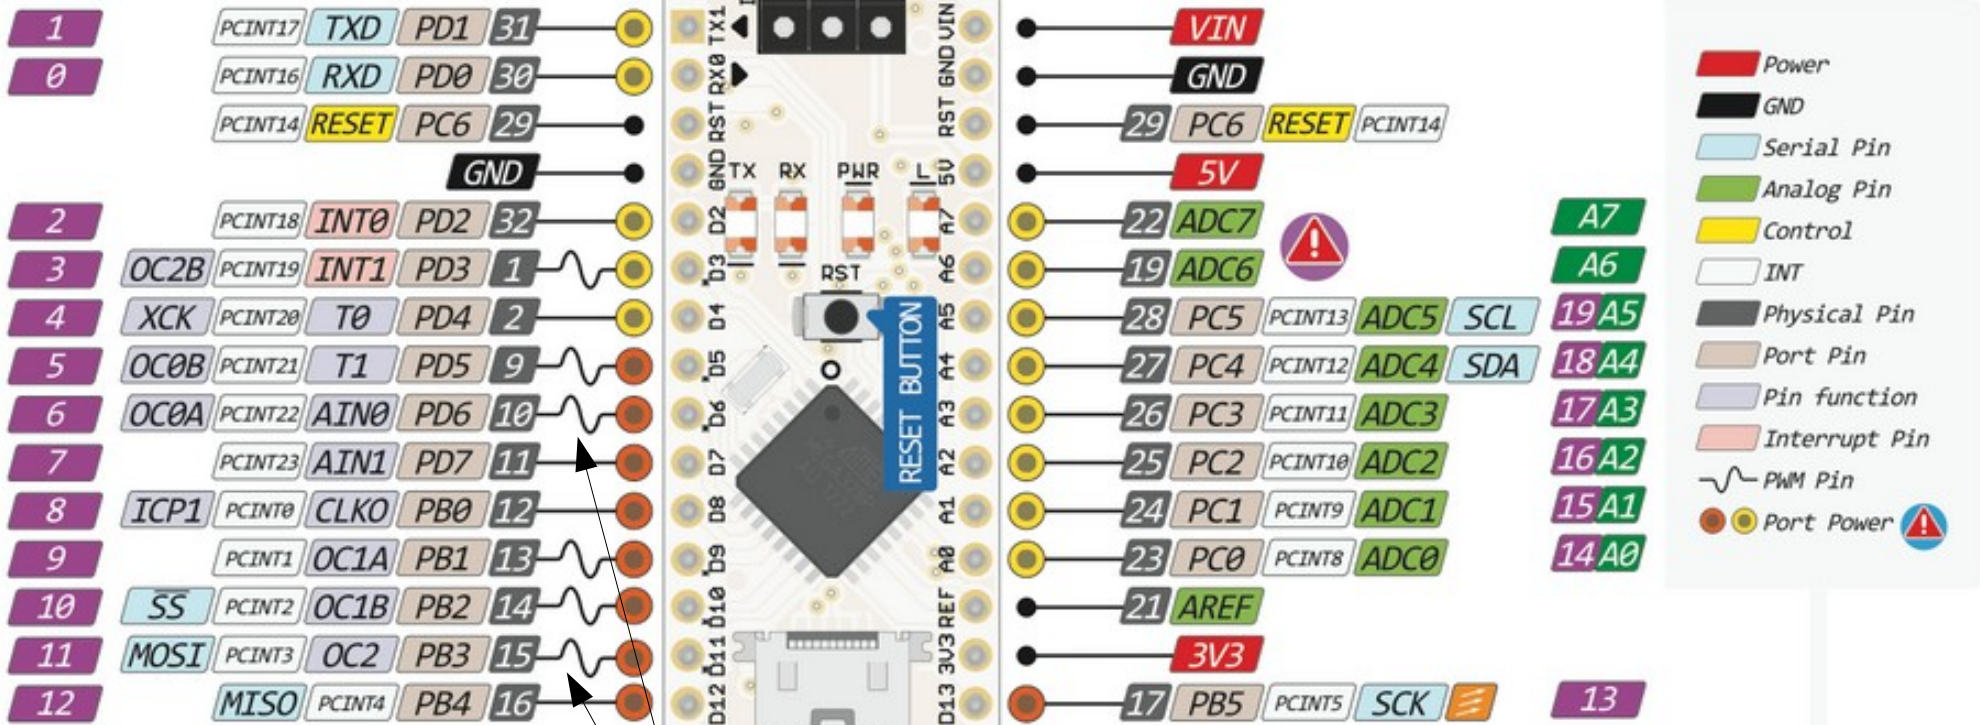 1 PCINT17 TXD PD1 31 TX1 VIN VIN
0 PCINT16 RXD PD0 30 RX0 GND GND
PCINT14 RESET PC6 29 RST RST 29 PC6 RESET PCINT14
GND GND 5V 5V
TX RX PWR L
2 PCINT18 INT0 PD2 32 D2 A7 22 ADC7 A7
3 OC2B PCINT19 INT1 PD3 1 D3 A6 19 ADC6 A6
RST
4 XCK PCINT20 T0 PD4 2 D4 A5 28 PC5 PCINT13 ADC5 SCL 19 A5
5 OC0B PCINT21 T1 PD5 9 D5 A4 27 PC4 PCINT12 ADC4 SDA 18 A4
RESET BUTTON
6 OC0A PCINT22 AIN0 PD6 10 D6 A3 26 PC3 PCINT11 ADC3 17 A3
7 PCINT23 AIN1 PD7 11 D7 A2 25 PC2 PCINT10 ADC2 16 A2
8 ICP1 PCINT0 CLKO PB0 12 D8 A1 24 PC1 PCINT9 ADC1 15 A1
9 PCINT1 OC1A PB1 13 D9 A0 23 PC0 PCINT8 ADC0 14 A0
10 SS PCINT2 OC1B PB2 14 D10 REF 21 AREF
11 MOSI PCINT3 OC2 PB3 15 D11 3V3 3V3
12 MISO PCINT4 PB4 16 D12 D13 17 PB5 PCINT5 SCK 13
Power
GND
Serial Pin
Analog Pin
Control
INT
Physical Pin
Port Pin
Pin function
Interrupt Pin
PWM Pin
Port Power